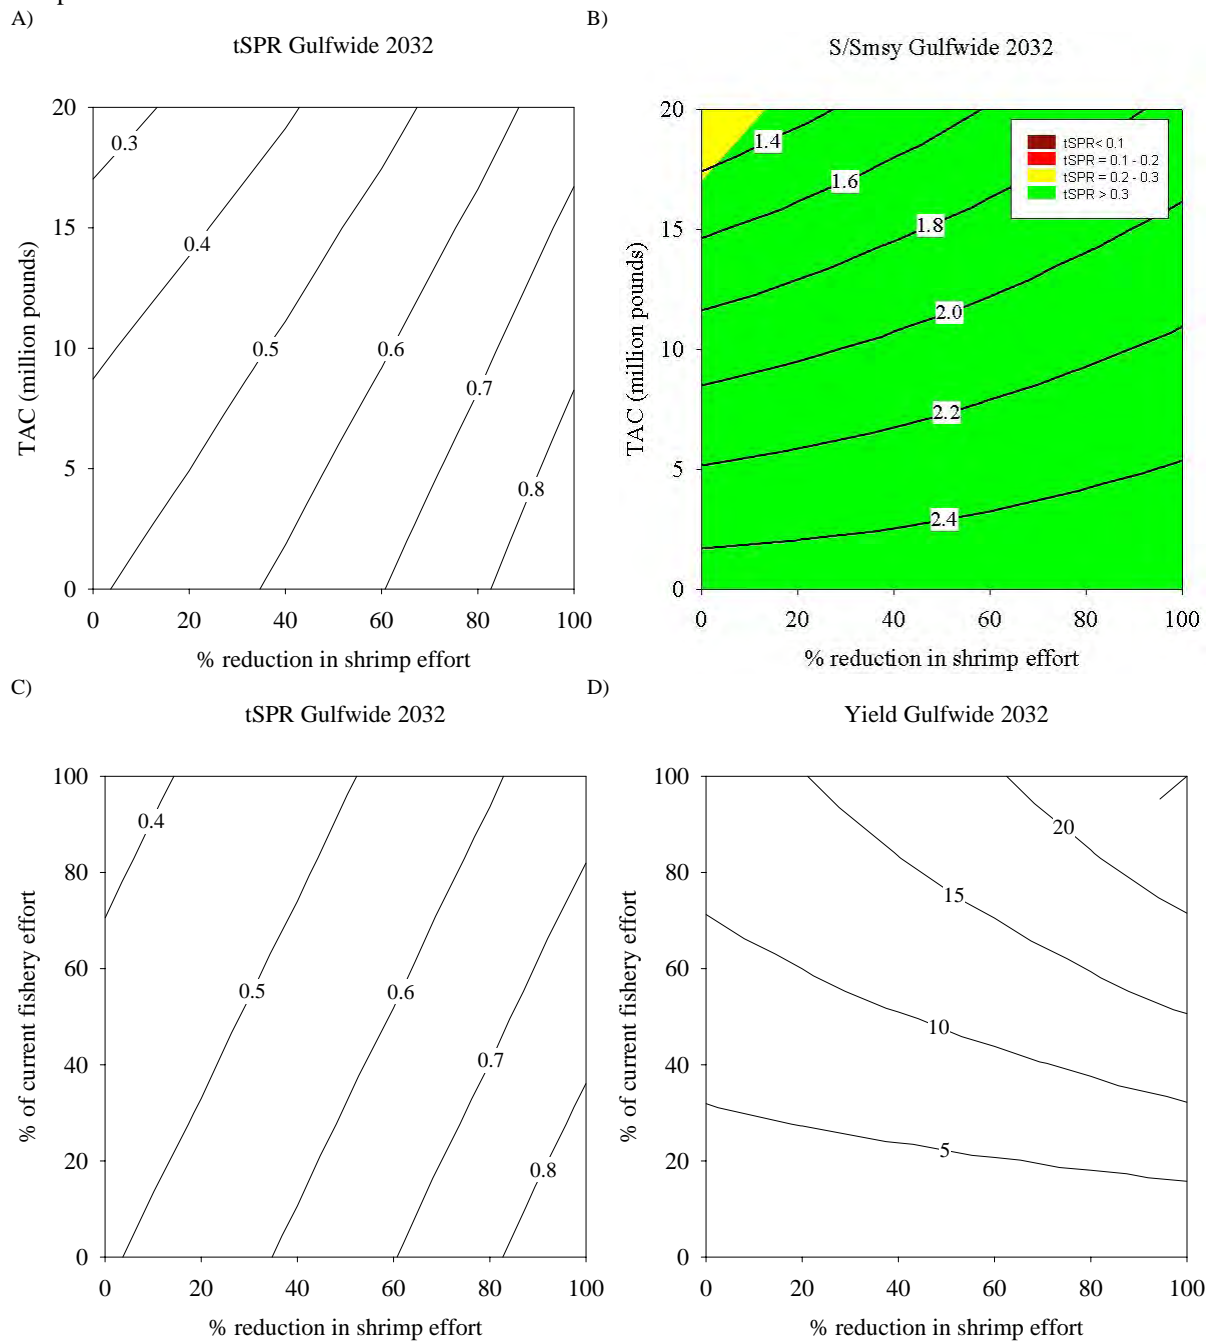 A)
tSPR Gulfwide 2032
20
15
10
5
0
TAC (million pounds)
0.3
0.4
0.5
0.6
0.7
0.8
0 20 40 60 80 100
% reduction in shrimp effort
B)
S/Smsy Gulfwide 2032
20
15
10
5
0
TAC (million pounds)
tSPR< 0.1
tSPR = 0.1 - 0.2
tSPR = 0.2 - 0.3
tSPR > 0.3
1.4
1.6
1.8
2.0
2.2
2.4
0 20 40 60 80 100
% reduction in shrimp effort
C)
tSPR Gulfwide 2032
100
80
60
40
20
0
% of current fishery effort
0.4
0.5
0.6
0.7
0.8
0 20 40 60 80 100
% reduction in shrimp effort
D)
Yield Gulfwide 2032
100
80
60
40
20
0
% of current fishery effort
20
15
10
5
0 20 40 60 80 100
% reduction in shrimp effort